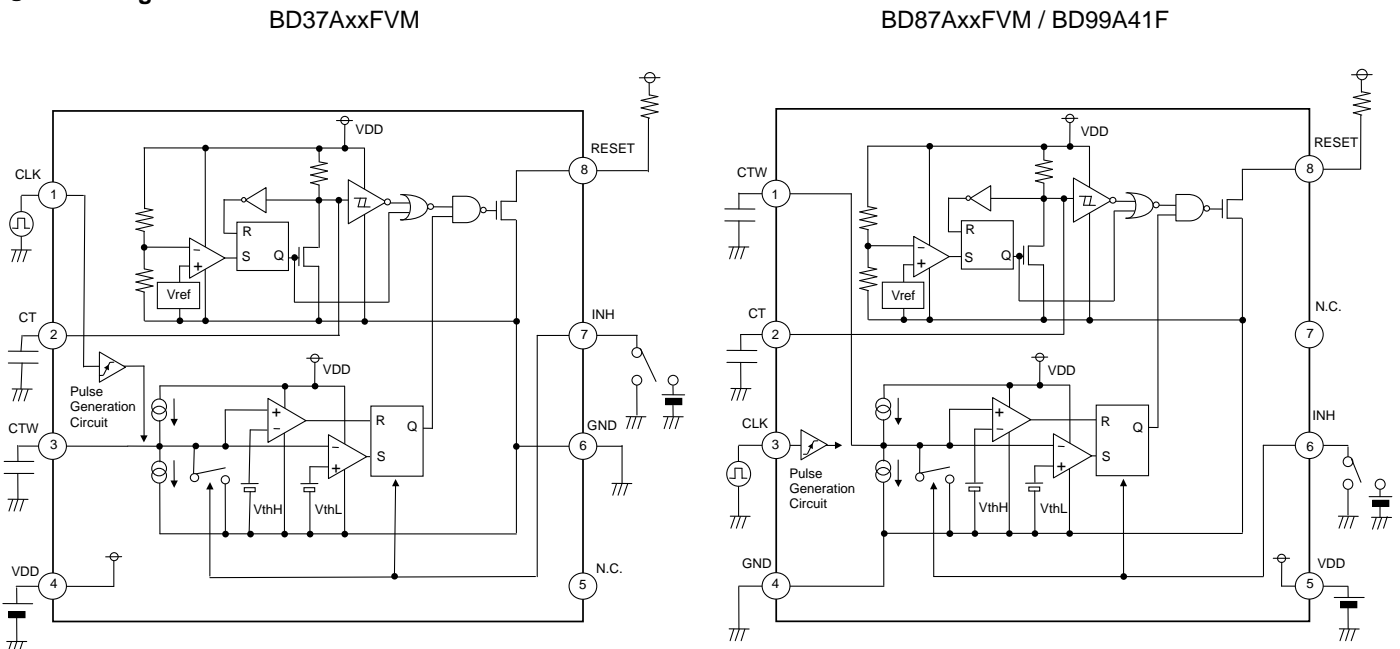 BD37AxxFVM
BD87AxxFVM / BD99A41F
VDD
RESET
8
CLK
1
R
S
Q
−
+
Vref
CT
2
INH
7
Pulse
Generation
Circuit
VDD
CTW
3
+
−
−
+
R
S
Q
GND
6
VthH
VthL
VDD
4
N.C.
5
VDD
RESET
8
CTW
1
R
S
Q
−
+
Vref
CT
2
N.C.
7
VDD
CLK
3
Pulse
Generation
Circuit
+
−
−
+
R
S
Q
INH
6
VthH
VthL
GND
4
VDD
5